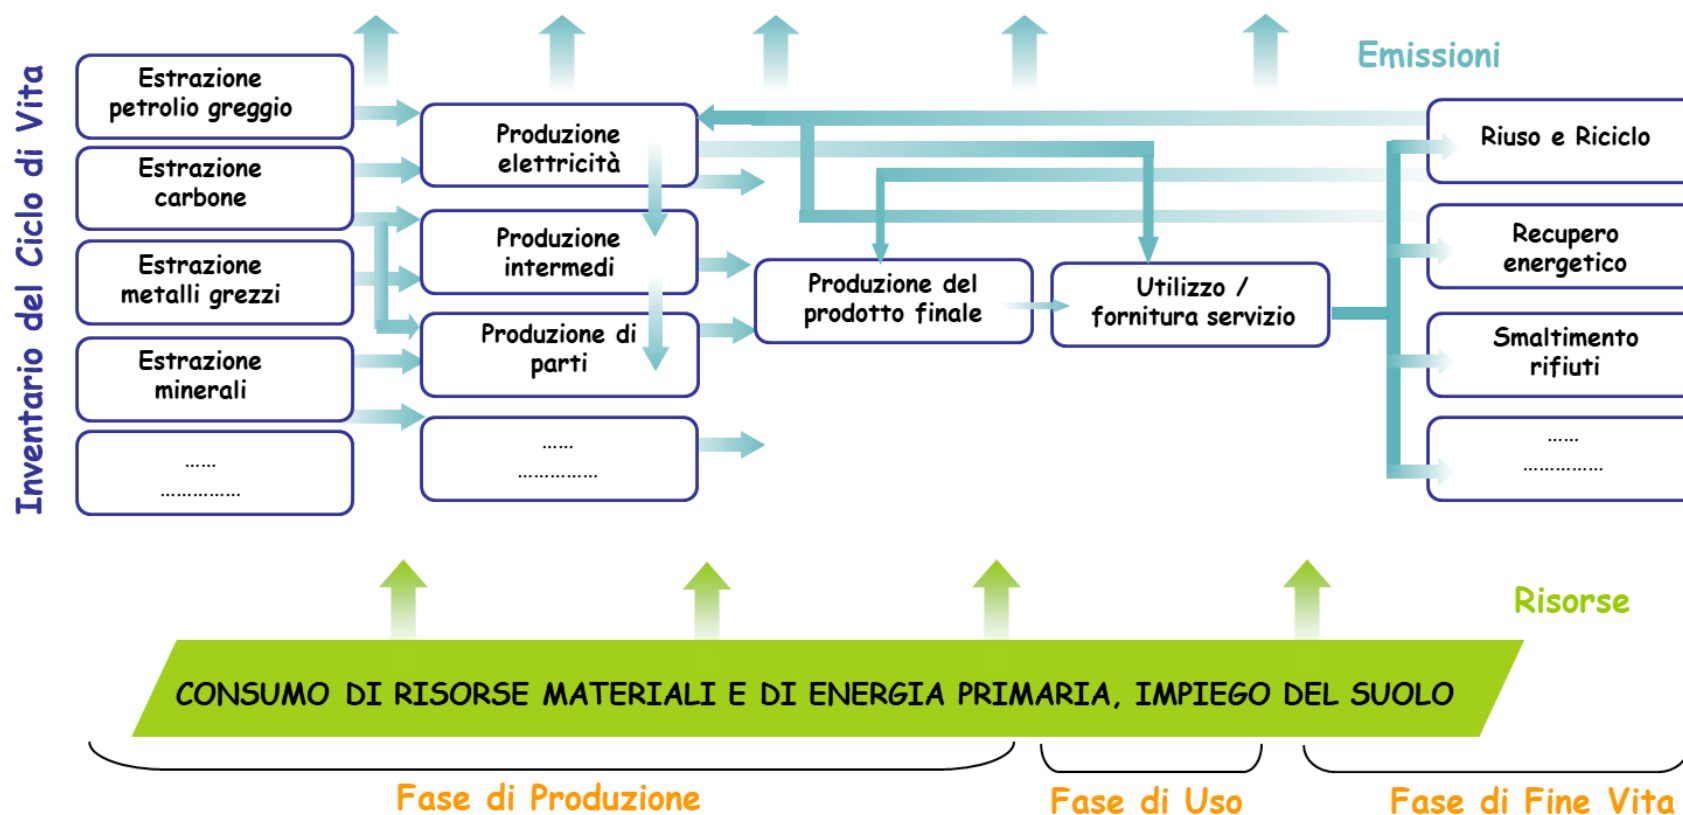 Inventario del Ciclo di Vita
Emissioni
Estrazione
petrolio greggio
Estrazione
carbone
Estrazione
metalli grezzi
Estrazione
minerali
......
...............
Produzione
elettricità
Produzione
intermedi
Produzione di
parti
......
...............
Produzione del
prodotto finale
Utilizzo /
fornitura servizio
Riuso e Riciclo
Recupero
energetico
Smaltimento
rifiuti
......
...............
Risorse
CONSUMO DI RISORSE MATERIALI E DI ENERGIA PRIMARIA, IMPIEGO DEL SUOLO
Fase di Produzione
Fase di Uso
Fase di Fine Vita